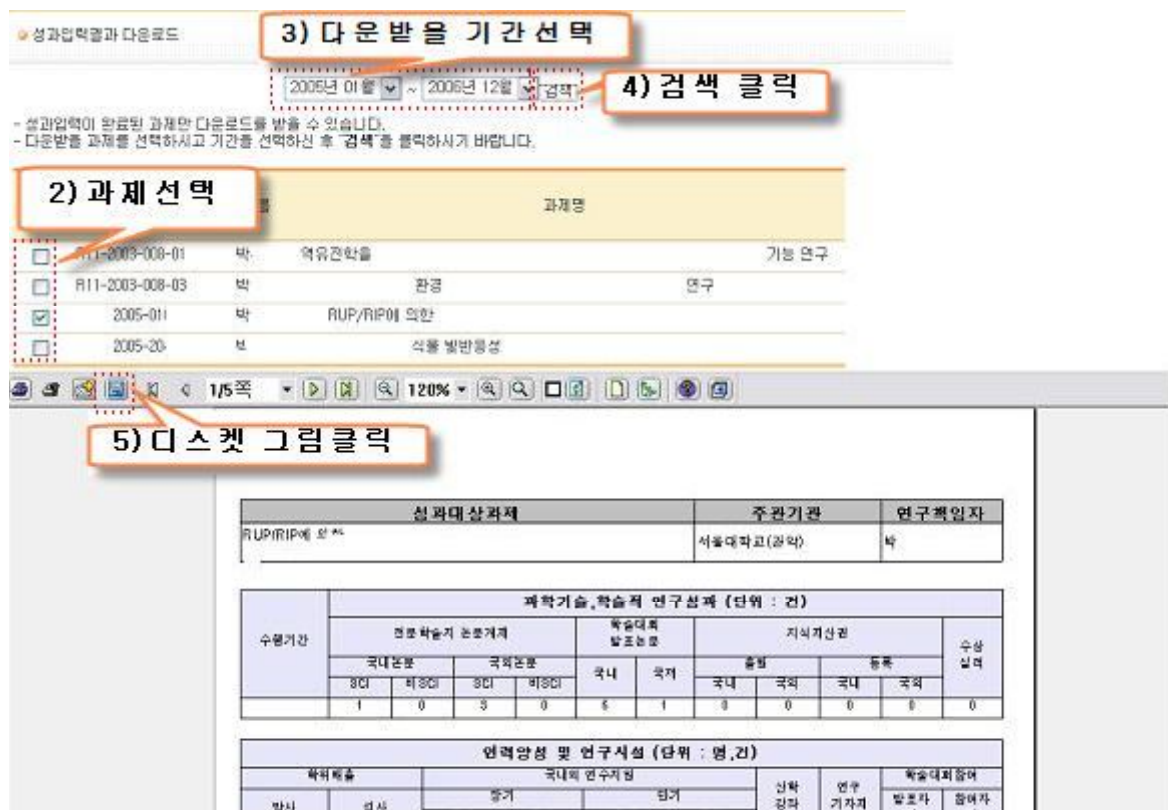 성과입력결과 다운로드
3) 다운받을 기간선택
2005년 01월 ~ 2006년 12월 검색
4) 검색 클릭
- 성과입력이 완료된 과제만 다운로드를 받을 수 있습니다.
- 다운받을 과제를 선택하시고 기간을 선택하신 후 "검색"을 클릭하시기 바랍니다.
2) 과제선택
과제명
R11-2003-008-01 박 역유전학을 기능 연구
R11-2003-008-03 박 환경 연구
2005-01 박 RUP/RIP에 의한
2005-20 식물 빛반응성
1/5쪽 120%
5) 디스켓 그림클릭
성과대상과제 주관기관 연구책임자
RUP/RIP에 의한 서울대학교(관악) 박
과학기술,학술적 연구성과 (단위 : 건)
수행기간 전문학술지 논문게재 학술대회 발표논문 지식재산권 수상실적
국내논문 국외논문 국내 국제 출원 등록
SCI 비SCI SCI 비SCI 국내 국외 국내 국외
1 0 3 0 6 1 0 0 0 0 0
인력양성 및 연구시설 (단위 : 명,건)
학위배출 국내외 연수지원 산학강좌 연구기자재 학술대회참여
박사 석사 장기 단기 발표자 참여자